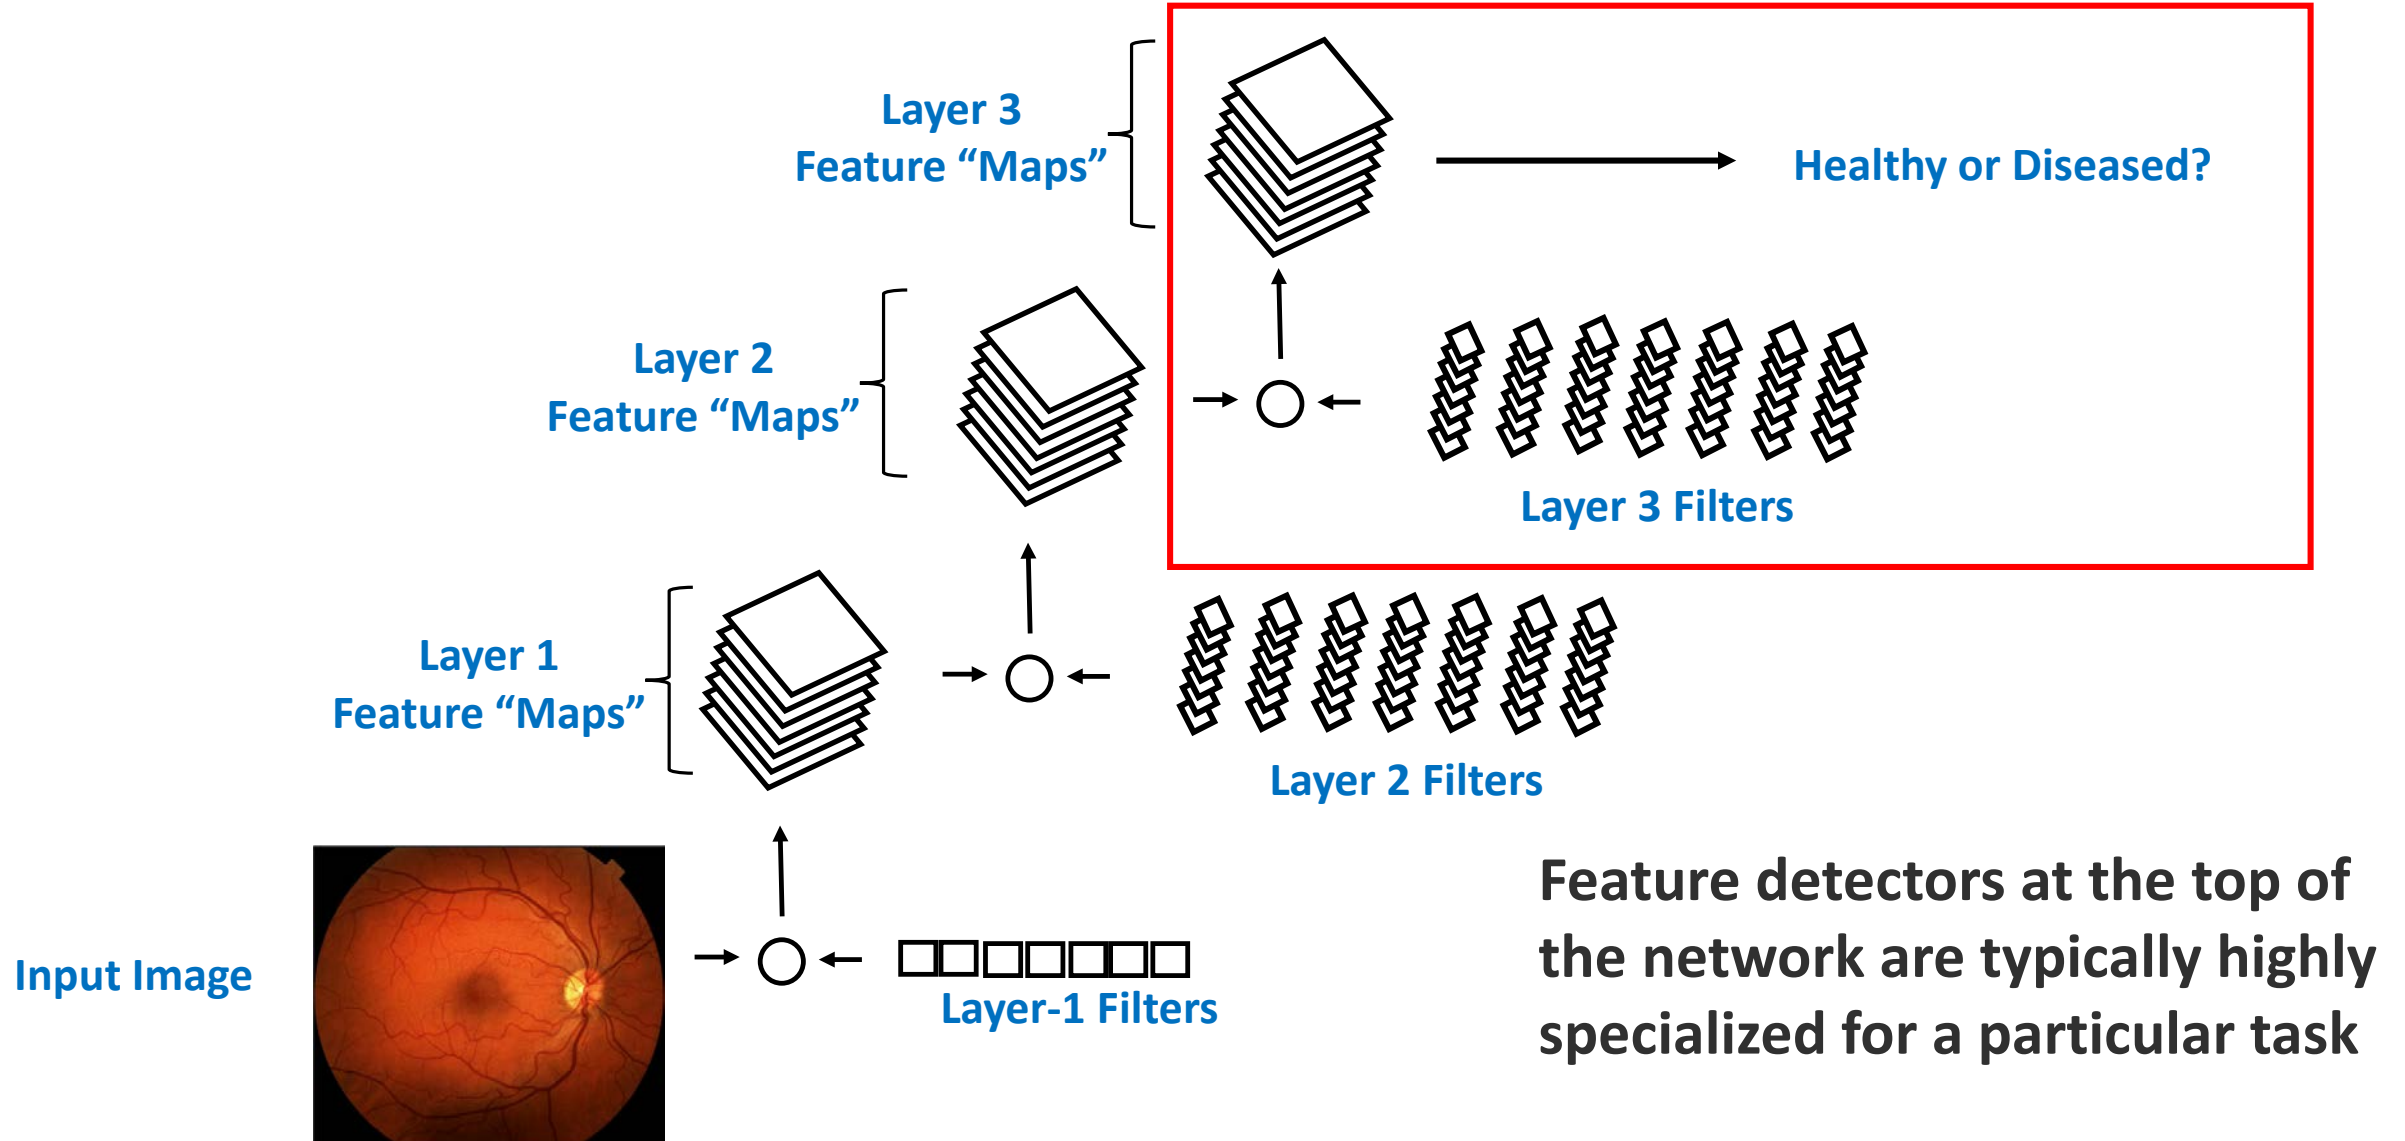 Layer 3
Feature “Maps”
Healthy or Diseased?
Layer 2
Feature “Maps”
Layer 3 Filters
Layer 1
Feature “Maps”
Layer 2 Filters
Input Image
Layer-1 Filters
Feature detectors at the top of
the network are typically highly
specialized for a particular task